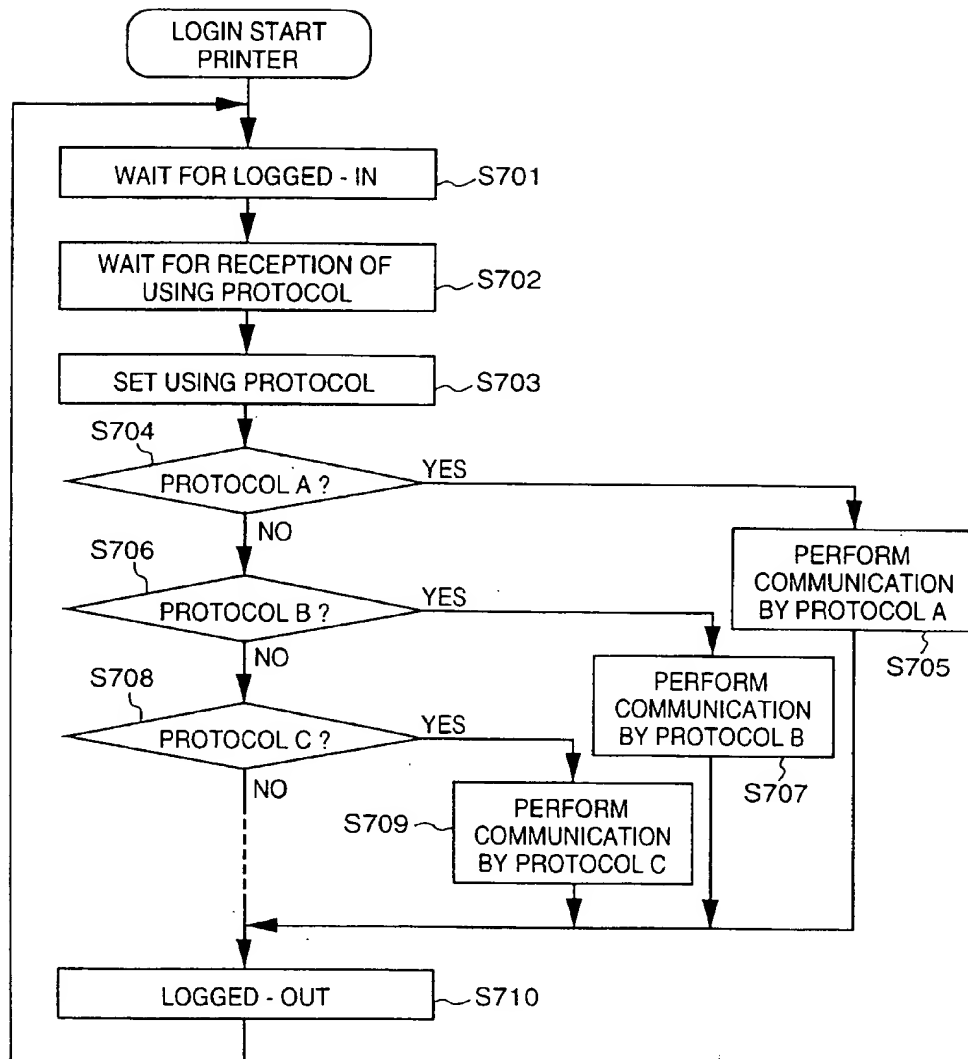 LOGIN START
PRINTER
WAIT FOR LOGGED - IN
S701
WAIT FOR RECEPTION OF
USING PROTOCOL
S702
SET USING PROTOCOL
S703
S704
PROTOCOL A ?
YES
NO
PERFORM
COMMUNICATION
BY PROTOCOL A
S705
S706
PROTOCOL B ?
YES
NO
PERFORM
COMMUNICATION
BY PROTOCOL B
S707
S708
PROTOCOL C ?
YES
NO
S709
PERFORM
COMMUNICATION
BY PROTOCOL C
LOGGED - OUT
S710